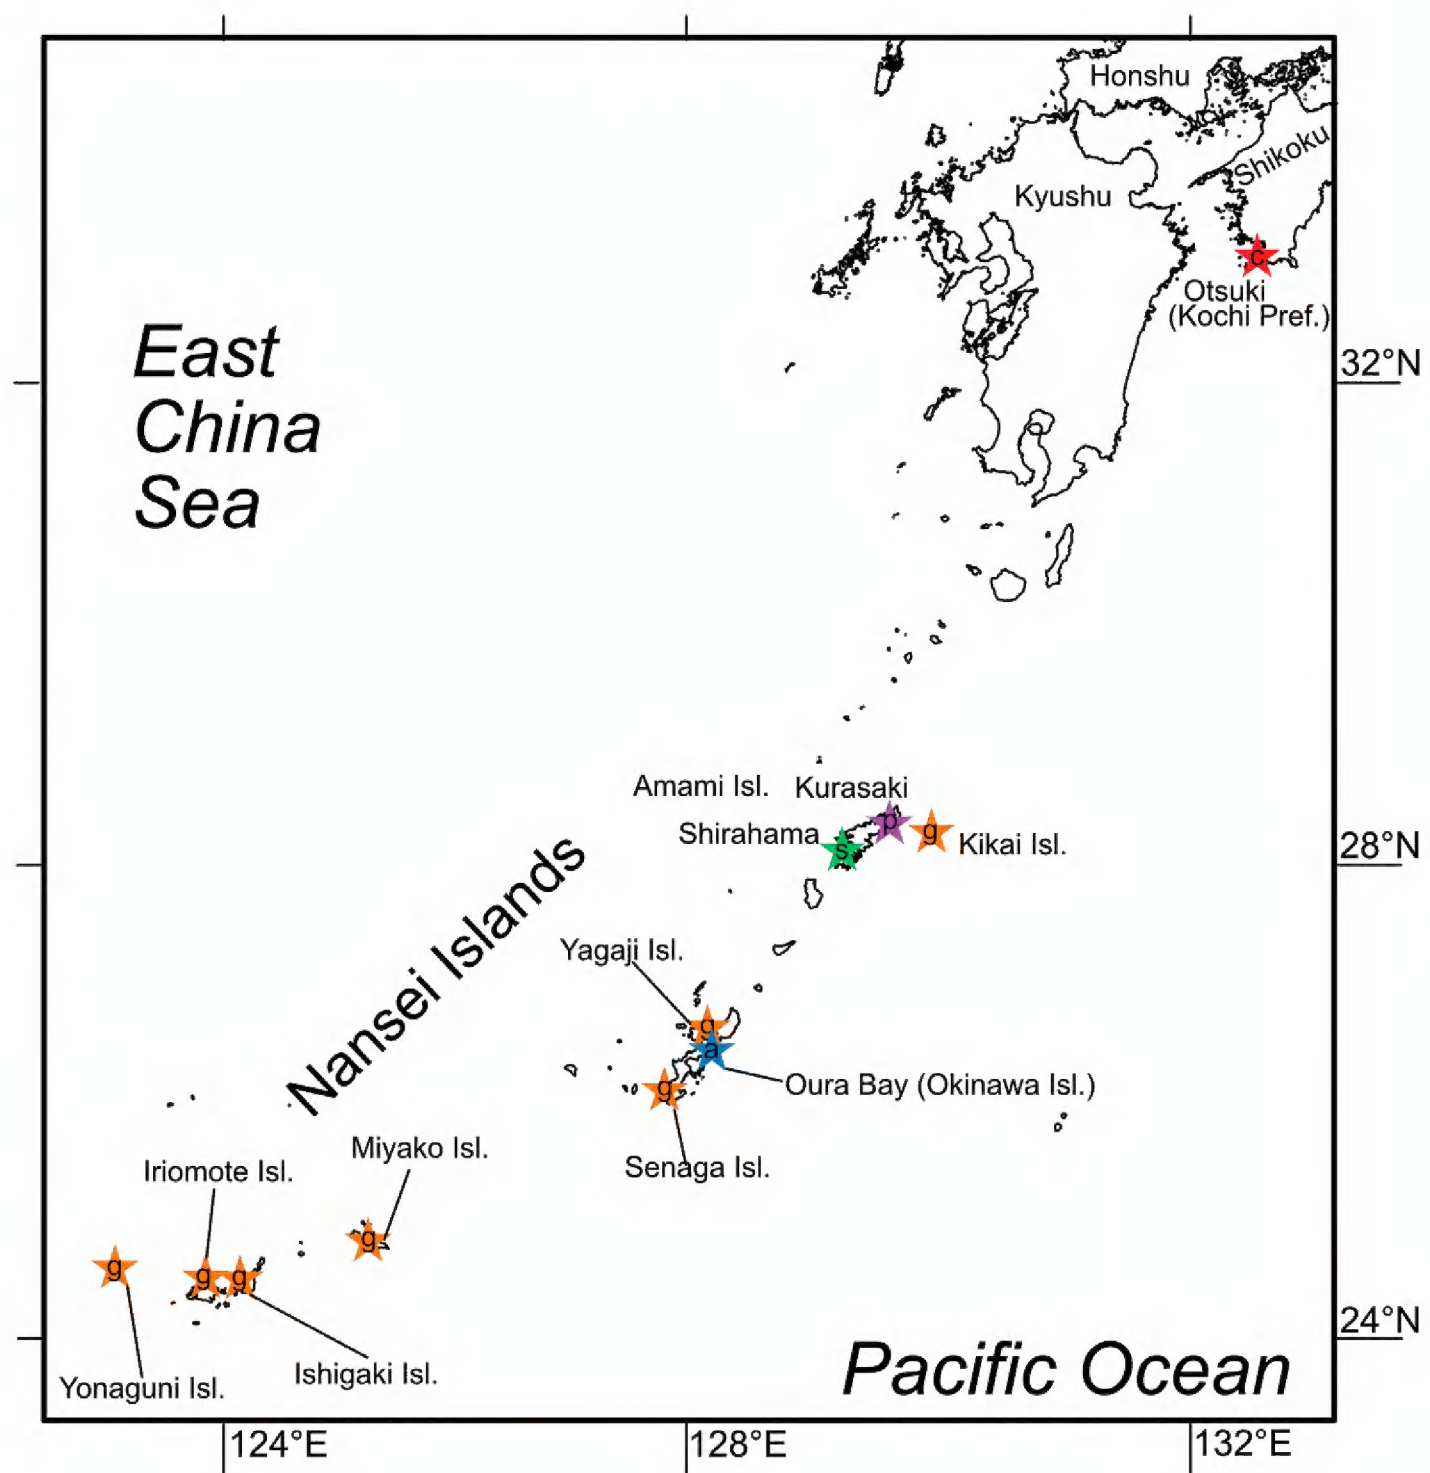 Honshu
Shikoku
Kyushu
c
Otsuki
(Kochi Pref.)
East
China
Sea
32°N
Amami Isl.
Kurasaki
p
g
Shirahama
s
Kikai Isl.
28°N
Nansei Islands
Yagaji Isl.
g
a
Oura Bay (Okinawa Isl.)
g
Senaga Isl.
Miyako Isl.
Iriomote Isl.
g
g
g
g
24°N
Ishigaki Isl.
Yonaguni Isl.
Pacific Ocean
124°E
128°E
132°E